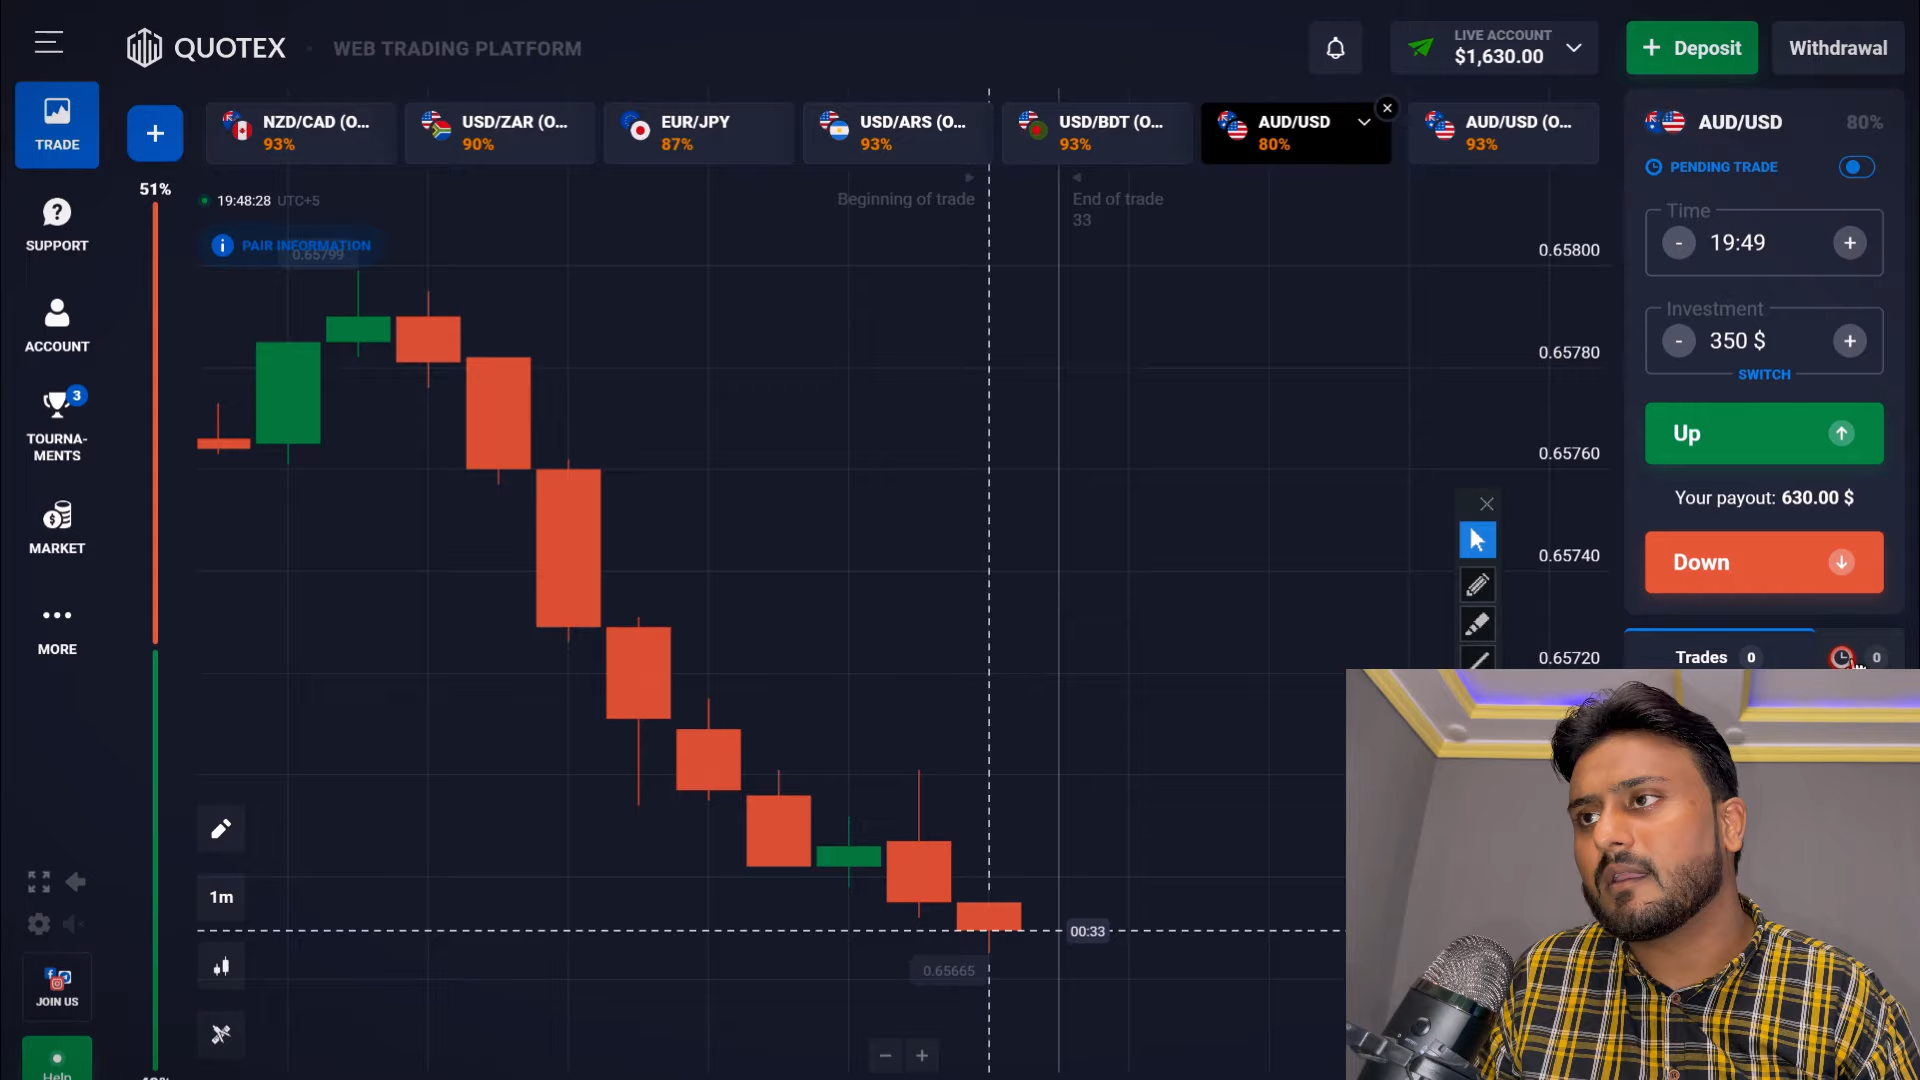 QUOTEX
WEB TRADING PLATFORM
LIVE ACCOUNT
$1,630.00
+ Deposit
Withdrawal
TRADE
+
NZD/CAD (O...
93%
USD/ZAR (O...
90%
EUR/JPY
87%
USD/ARS (O...
93%
USD/BDT (O...
93%
AUD/USD
80%
AUD/USD (O...
93%
51%
19:48:28 UTC+5
PAIR INFORMATION
0.65799
Beginning of trade
End of trade
33
SUPPORT
ACCOUNT
3
TOURNA-
MENTS
MARKET
MORE
JOIN US
Help
1m
0.65800
0.65780
0.65760
0.65740
0.65720
00:33
0.65665
AUD/USD 80%
PENDING TRADE
Time
- 19:49 +
Investment
- 350 $ +
SWITCH
Up
Your payout: 630.00 $
Down
Trades 0
0